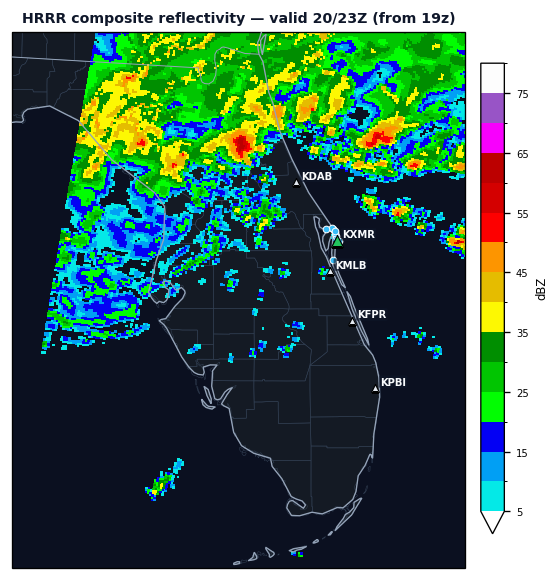 HRRR composite reflectivity — valid 20/23Z (from 19z)
KDAB
KXMR
KMLB
KFPR
KPBI
75
65
55
45
35
25
15
5
dBZ